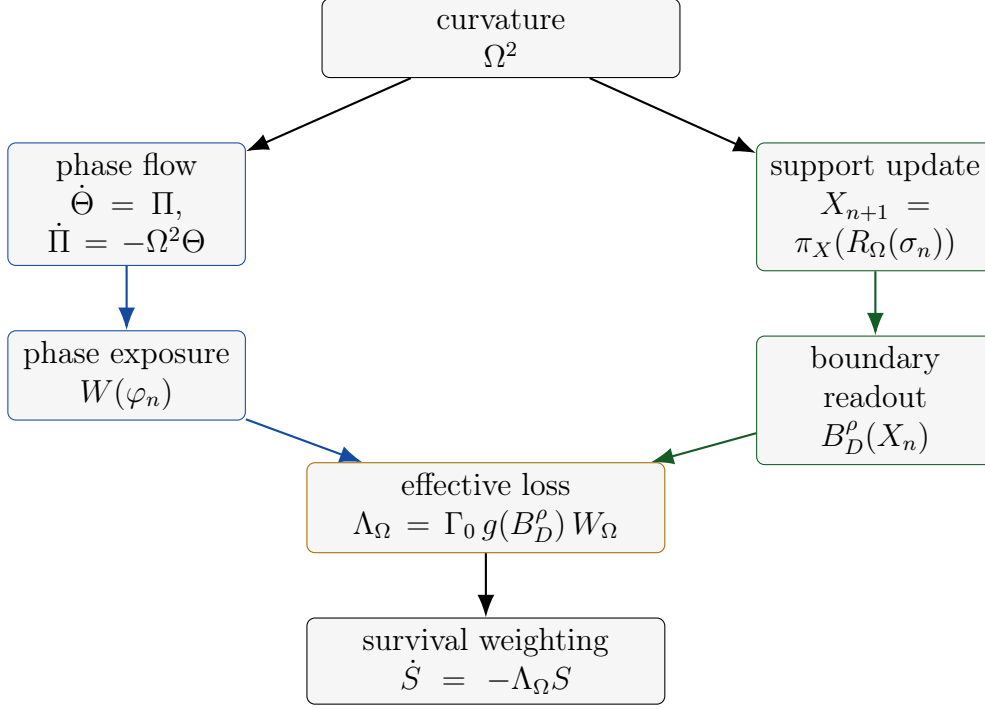 curvature
Ω²
phase flow
Θ̇ = Π,
Π̇ = −Ω²Θ
support update
X_{n+1} =
π_X(R_Ω(σ_n))
phase exposure
W(φ_n)
boundary
readout
B_D^ρ(X_n)
effective loss
Λ_Ω = Γ_0 g(B_D^ρ) W_Ω
survival weighting
Ṡ = −Λ_Ω S